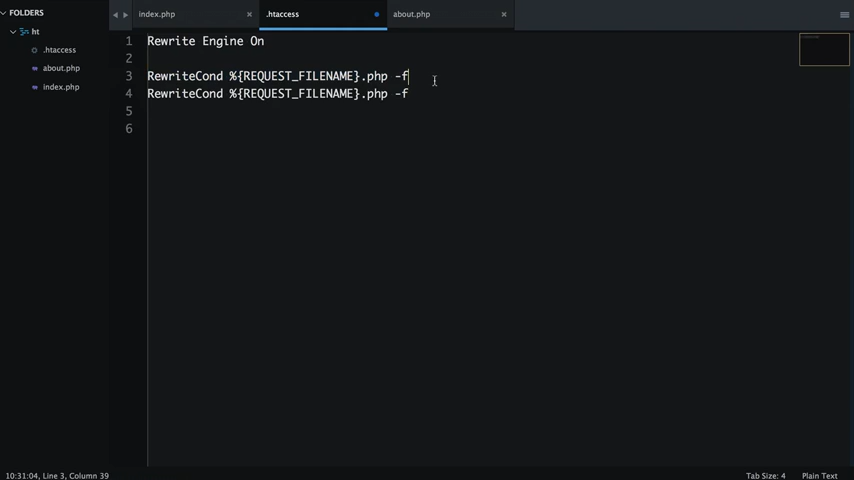 FOLDERS
ht
.htaccess
about.php
index.php
index.php
.htaccess
about.php
1 Rewrite Engine On
2
3 RewriteCond %{REQUEST_FILENAME}.php -f
4 RewriteCond %{REQUEST_FILENAME}.php -f
5
6
10:31:04, Line 3, Column 39
Tab Size: 4
Plain Text